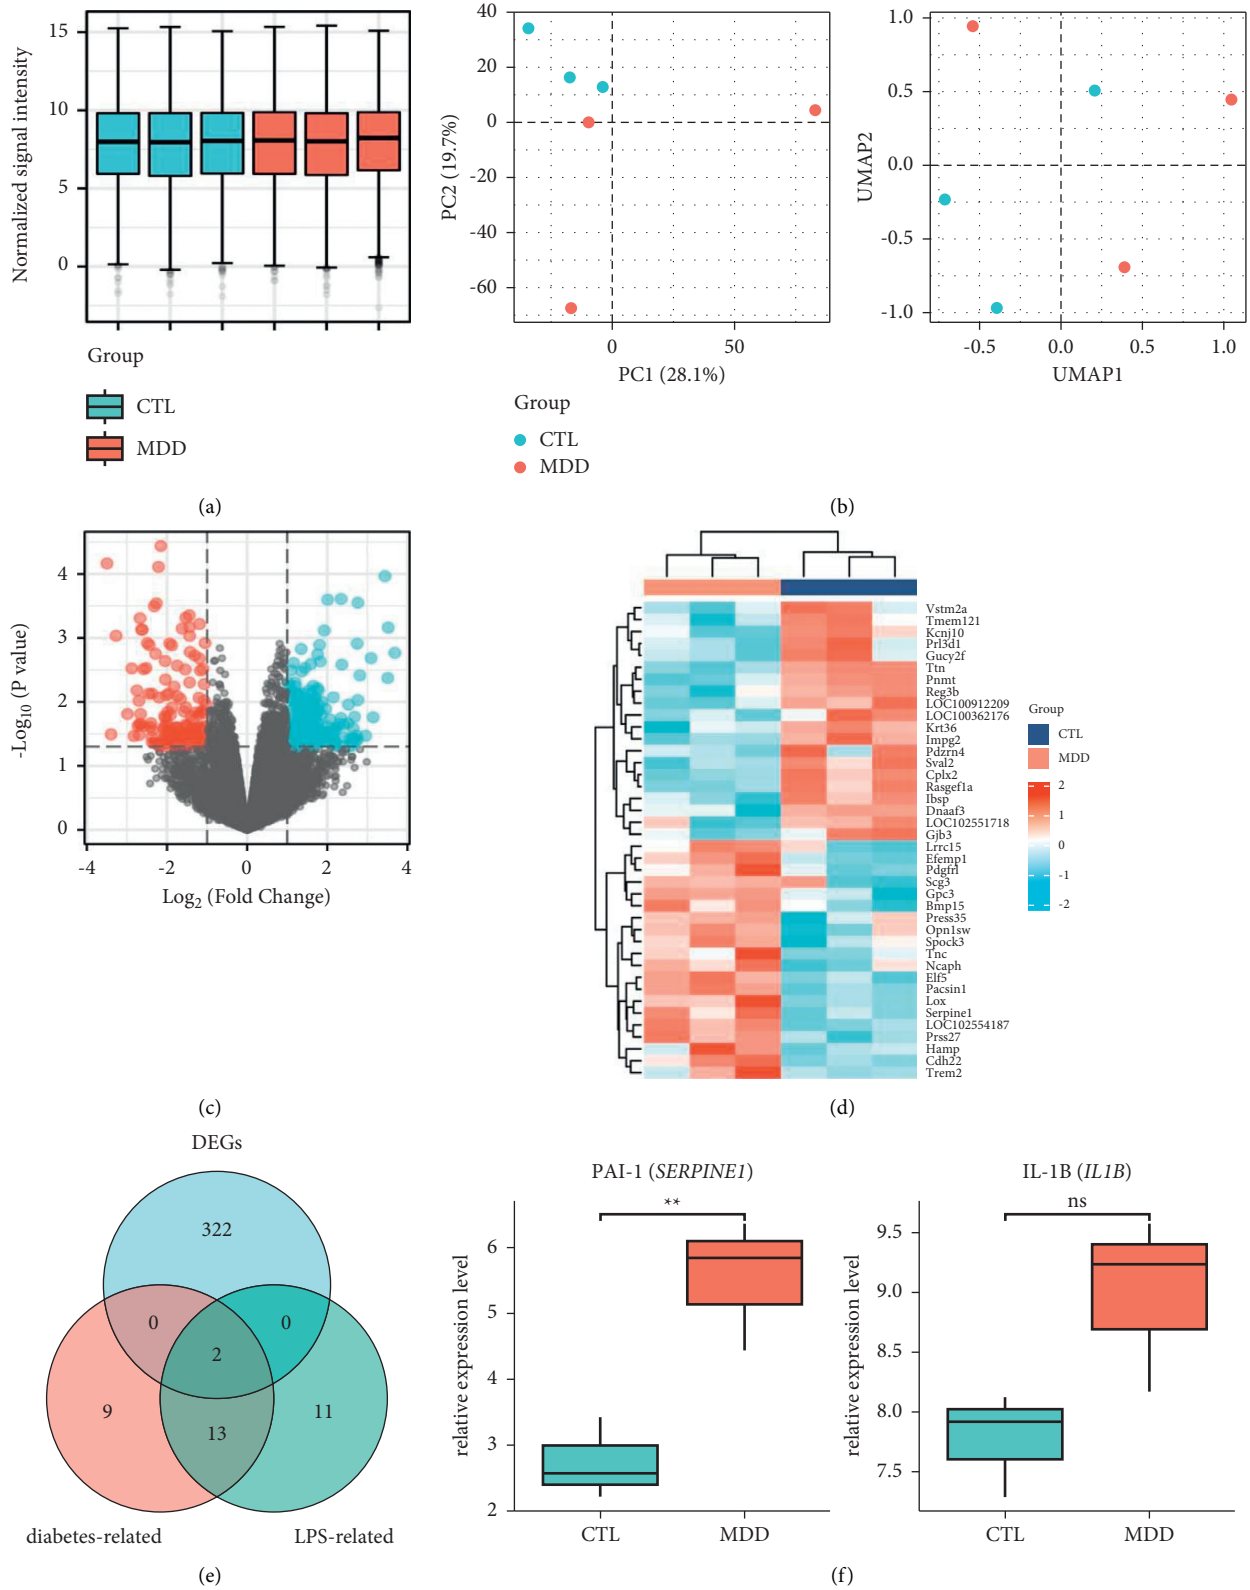 Normalized signal intensity
15
10
5
0
Group
CTL
MDD
(a)
PC2 (19.7%)
40
20
0
-20
-40
-60
0
50
PC1 (28.1%)
Group
CTL
MDD
UMAP2
1.0
0.5
0.0
-0.5
-1.0
-0.5
0.0
0.5
1.0
UMAP1
(b)
-Log10 (P value)
4
3
2
1
0
-4
-2
0
2
4
Log2 (Fold Change)
(c)
Vstm2a
Tmem121
Kcnj10
Prl3d1
Gucy2f
Ttn
Pnmt
Reg3b
LOC100912209
LOC100362176
Krt36
Impg2
Pdzrn4
Sval2
Cplx2
Rasgef1a
Ibsp
Dnaaf3
LOC102551718
Gjb3
Lrrc15
Efemp1
Pdgfrl
Scg3
Gpc3
Bmp15
Press35
Opn1sw
Spock3
Tnc
Ncaph
Elf5
Pacsin1
Lox
Serpine1
LOC102554187
Prss27
Hamp
Cdh22
Trem2
Group
CTL
MDD
2
1
0
-1
-2
(d)
DEGs
322
0
0
2
9
13
11
diabetes-related
LPS-related
(e)
PAI-1 (SERPINE1)
**
relative expression level
6
5
4
3
2
CTL
MDD
IL-1B (IL1B)
ns
relative expression level
9.5
9.0
8.5
8.0
7.5
CTL
MDD
(f)